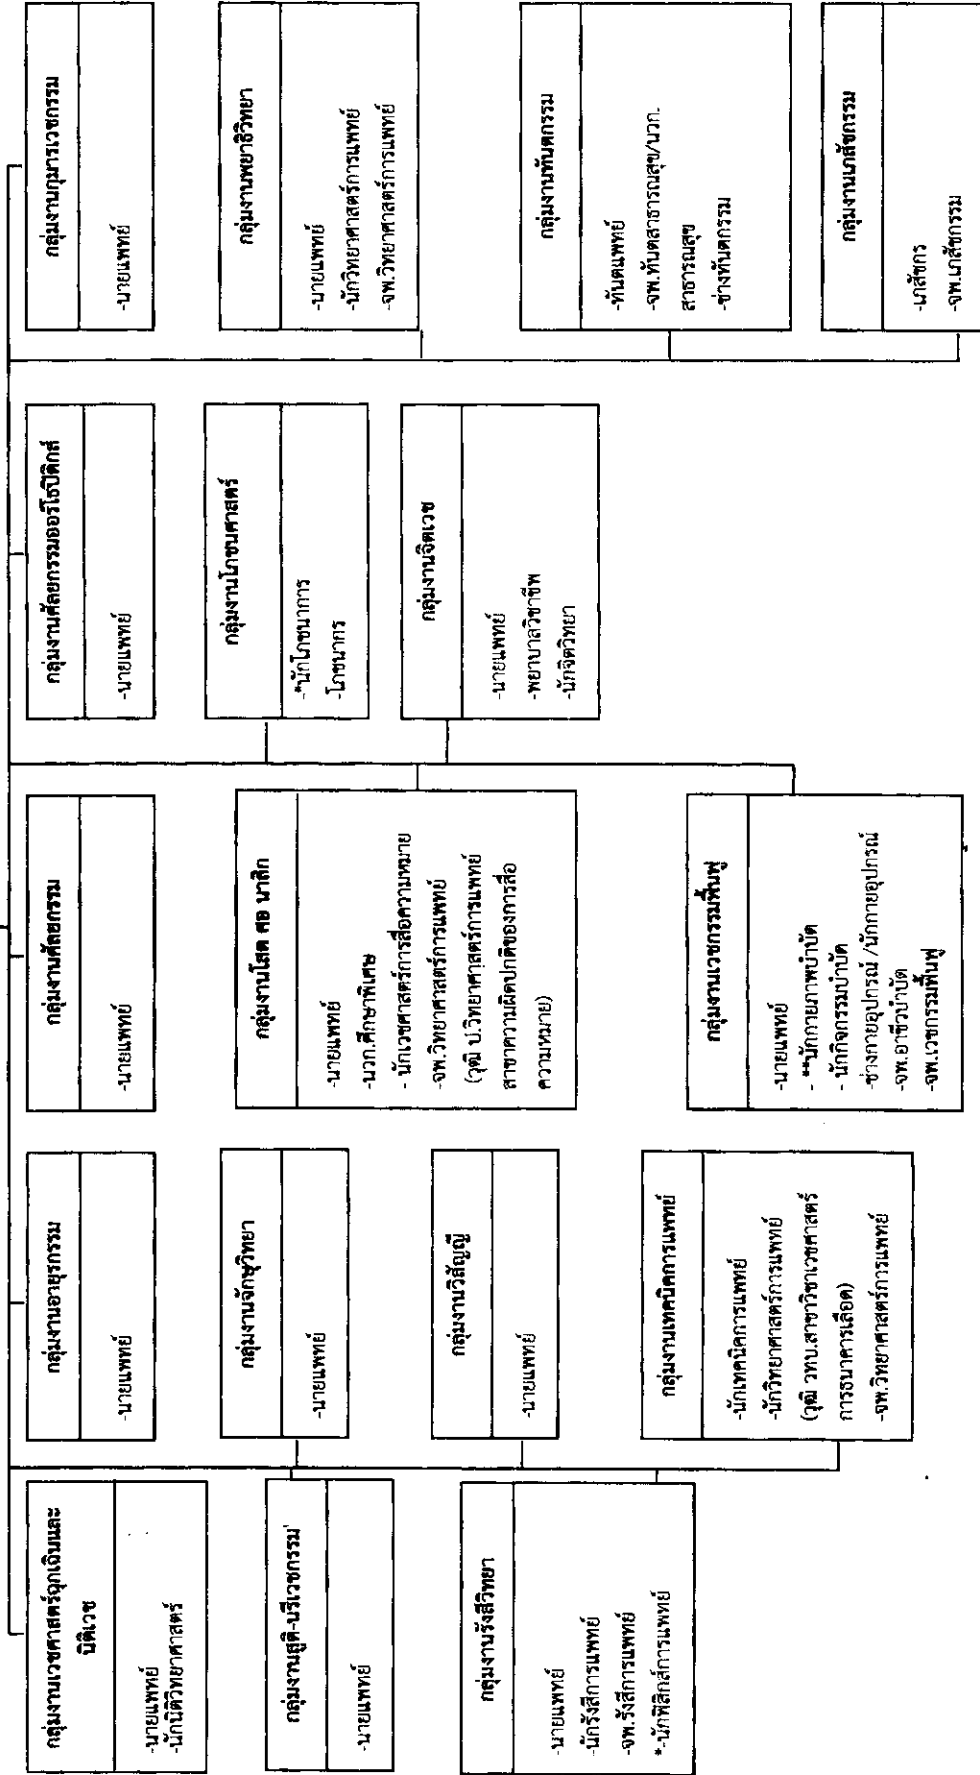 กลุ่มงานเวชศาสตร์ฉุกเฉินและ
นิติเวช
-นายแพทย์
-นักนิติวิทยาศาสตร์
กลุ่มงานอายุรกรรม
-นายแพทย์
กลุ่มงานศัลยกรรม
-นายแพทย์
กลุ่มงานศัลยกรรมออร์โธปิดิกส์
-นายแพทย์
กลุ่มงานกุมารเวชกรรม
-นายแพทย์
กลุ่มงานสูติ-นรีเวชกรรม
-นายแพทย์
กลุ่มงานจักษุวิทยา
-นายแพทย์
กลุ่มงานโสต ศอ นาสิก
-นายแพทย์
-นวก.ศึกษาพิเศษ
- นักเวชศาสตร์การสื่อความหมาย
-จพ.วิทยาศาสตร์การแพทย์
(วุฒิ ป.วิทยาศาสตร์การแพทย์
สาขาความผิดปกติของการสื่อ
ความหมาย)
กลุ่มงานโภชนศาสตร์
-*นักโภชนาการ
-โภชนากร
กลุ่มงานพยาธิวิทยา
-นายแพทย์
-นักวิทยาศาสตร์การแพทย์
-จพ.วิทยาศาสตร์การแพทย์
กลุ่มงานรังสีวิทยา
-นายแพทย์
-นักรังสีการแพทย์
-จพ.รังสีการแพทย์
*-นักฟิสิกส์การแพทย์
กลุ่มงานวิสัญญี
-นายแพทย์
กลุ่มงานจิตเวช
-นายแพทย์
-พยาบาลวิชาชีพ
-นักจิตวิทยา
กลุ่มงานทันตกรรม
-ทันตแพทย์
-จพ.ทันตสาธารณสุข/นวก.
สาธารณสุข
-ช่างทันตกรรม
กลุ่มงานเทคนิคการแพทย์
-นักเทคนิคการแพทย์
-นักวิทยาศาสตร์การแพทย์
(วุฒิ วทบ.สาขาวิชาเวชศาสตร์
การธนาคารเลือด)
-จพ.วิทยาศาสตร์การแพทย์
กลุ่มงานเวชกรรมฟื้นฟู
-นายแพทย์
- **นักกายภาพบำบัด
- นักกิจกรรมบำบัด
-ช่างกายอุปกรณ์ /นักกายอุปกรณ์
-จพ.อาชีวบำบัด
-จพ.เวชกรรมฟื้นฟู
กลุ่มงานเภสัชกรรม
-เภสัชกร
-จพ.เภสัชกรรม